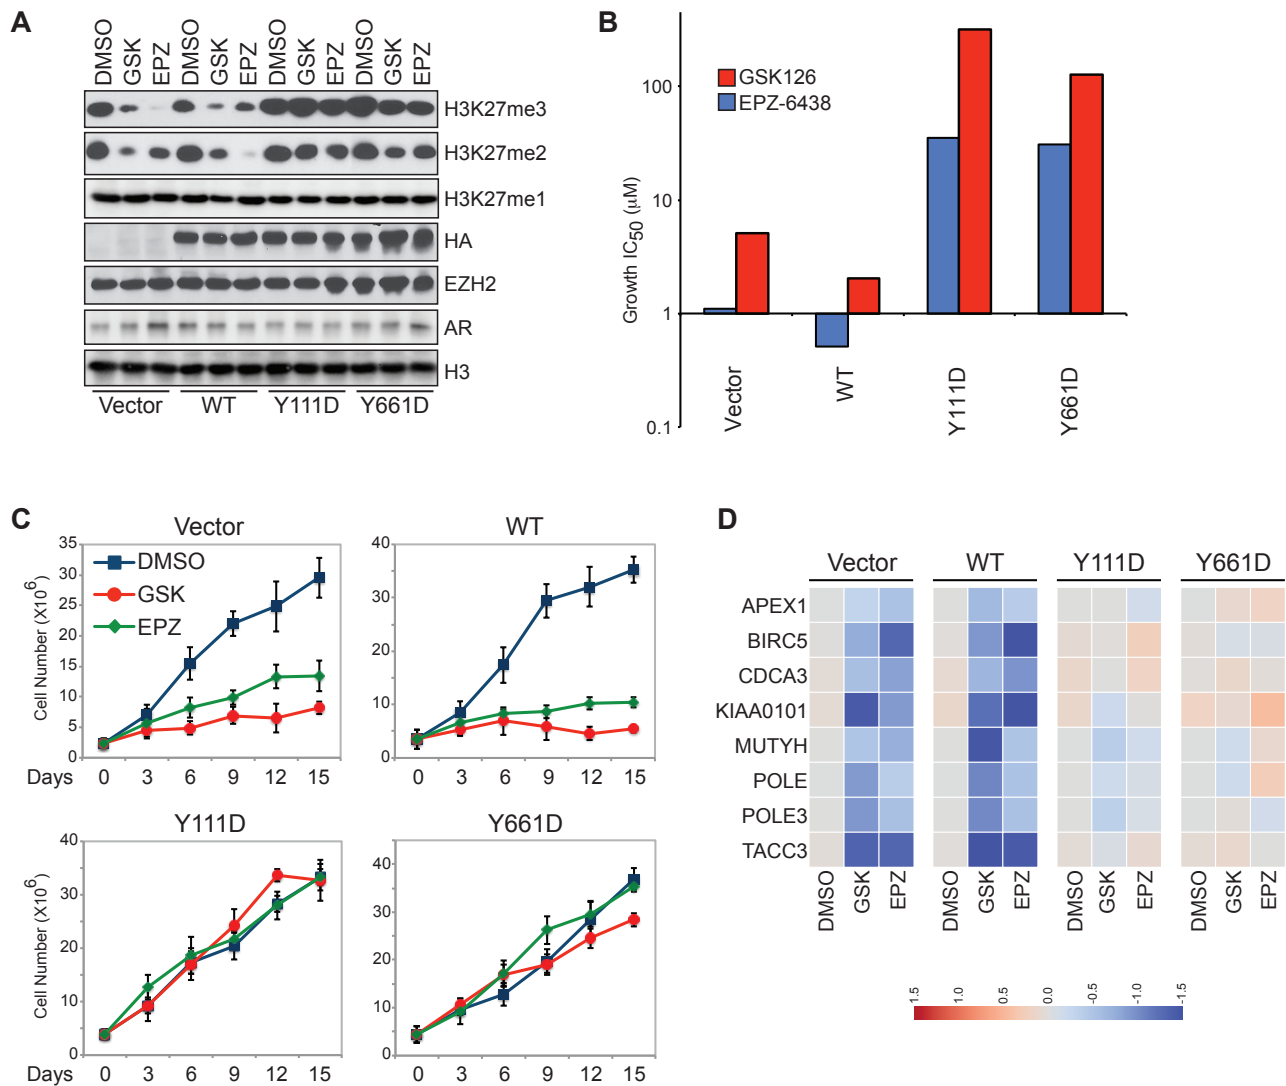 A
DMSO GSK EPZ DMSO GSK EPZ DMSO GSK EPZ DMSO GSK EPZ
H3K27me3
H3K27me2
H3K27me1
HA
EZH2
AR
H3
Vector WT Y111D Y661D
B
GSK126
EPZ-6438
Growth IC50 (μM)
100
10
1
0.1
Vector WT Y111D Y661D
C
Vector
DMSO
GSK
EPZ
Cell Number (X10^6)
35
30
25
20
15
10
5
0
Days 0 3 6 9 12 15
WT
40
30
20
10
0
0 3 6 9 12 15
Y111D
Cell Number (X10^6)
40
30
20
10
0
Days 0 3 6 9 12 15
Y661D
40
30
20
10
0
0 3 6 9 12 15
D
Vector WT Y111D Y661D
APEX1
BIRC5
CDCA3
KIAA0101
MUTYH
POLE
POLE3
TACC3
DMSO GSK EPZ DMSO GSK EPZ DMSO GSK EPZ DMSO GSK EPZ
1.5 1.0 0.5 0.0 -0.5 -1.0 -1.5